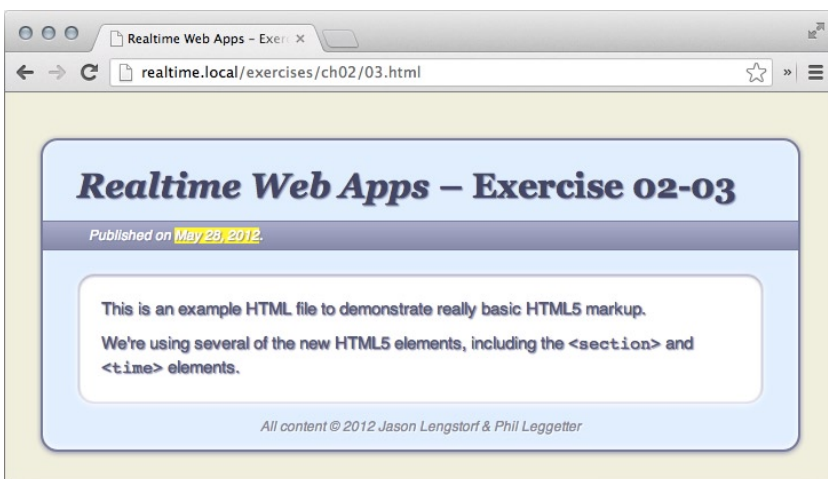 Realtime Web Apps – Exer
realtime.local/exercises/ch02/03.html
Realtime Web Apps – Exercise 02-03
Published on May 28, 2012.
This is an example HTML file to demonstrate really basic HTML5 markup.
We're using several of the new HTML5 elements, including the <section> and
<time> elements.
All content © 2012 Jason Lengstorf & Phil Leggetter